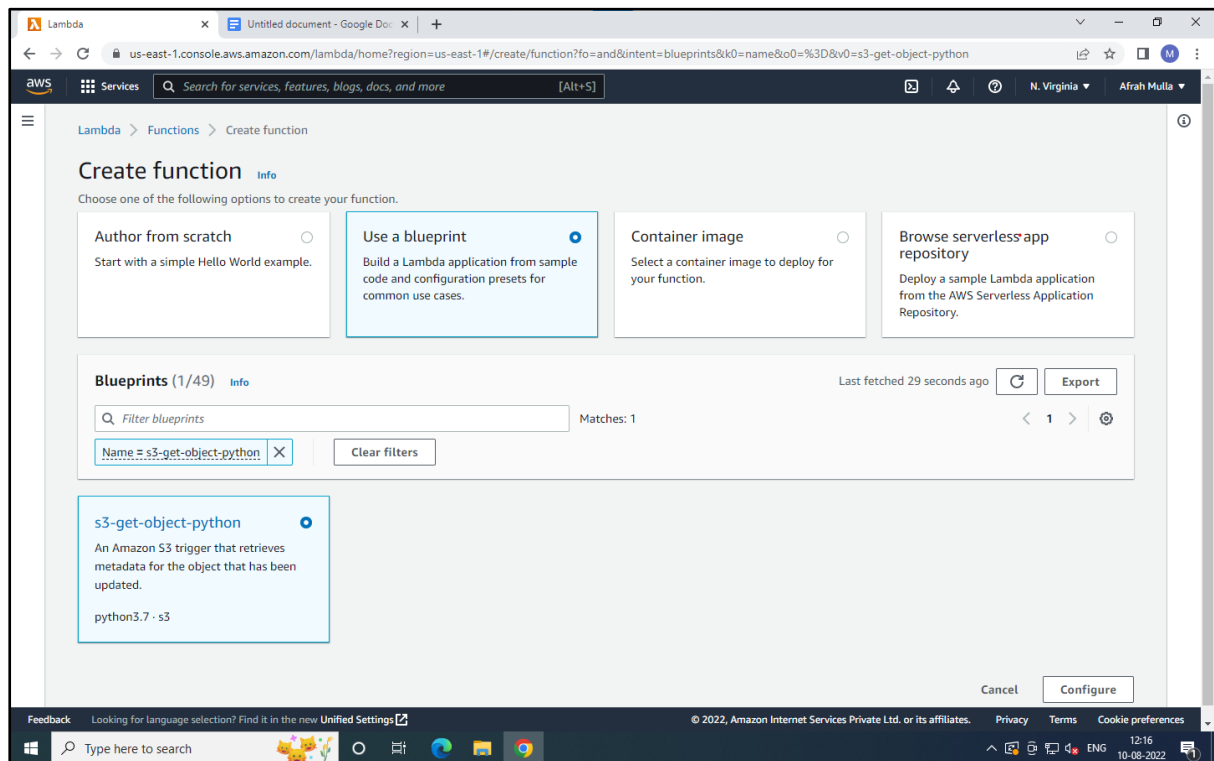 Lambda
Untitled document - Google Doc
us-east-1.console.aws.amazon.com/lambda/home?region=us-east-1#/create/function?fo=and&intent=blueprints&k0=name&o0=%3D&v0=s3-get-object-python
M
aws Services Search for services, features, blogs, docs, and more [Alt+S] N. Virginia Afrah Mulla
Lambda > Functions > Create function
Create function Info
Choose one of the following options to create your function.
Author from scratch
Start with a simple Hello World example.
Use a blueprint
Build a Lambda application from sample
code and configuration presets for
common use cases.
Container image
Select a container image to deploy for
your function.
Browse serverless app
repository
Deploy a sample Lambda application
from the AWS Serverless Application
Repository.
Blueprints (1/49) Info Last fetched 29 seconds ago Export
Filter blueprints Matches: 1 < 1 >
Name = s3-get-object-python Clear filters
s3-get-object-python
An Amazon S3 trigger that retrieves
metadata for the object that has been
updated.
python3.7 · s3
Cancel Configure
Feedback Looking for language selection? Find it in the new Unified Settings © 2022, Amazon Internet Services Private Ltd. or its affiliates. Privacy Terms Cookie preferences
Type here to search ENG 12:16
10-08-2022 1